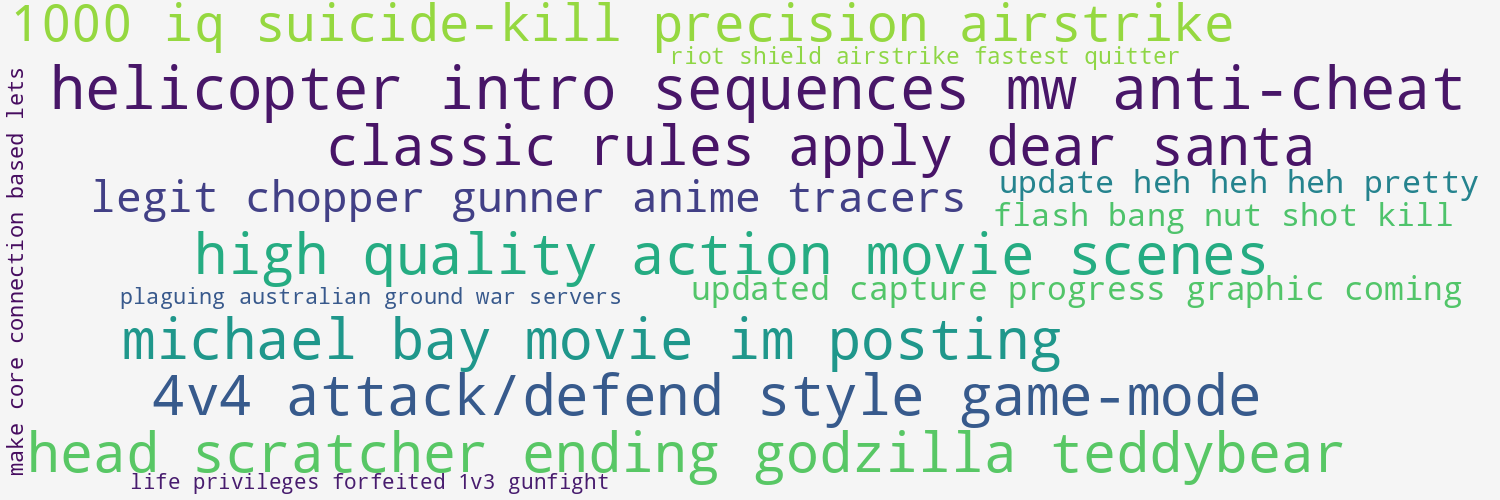 1000 iq suicide-kill precision airstrike
riot shield airstrike fastest quitter
helicopter intro sequences mw anti-cheat
classic rules apply dear santa
legit chopper gunner anime tracers
update heh heh heh pretty
flash bang nut shot kill
high quality action movie scenes
plaguing australian ground war servers
updated capture progress graphic coming
michael bay movie im posting
4v4 attack/defend style game-mode
head scratcher ending godzilla teddybear
life privileges forfeited 1v3 gunfight
make core connection based lets